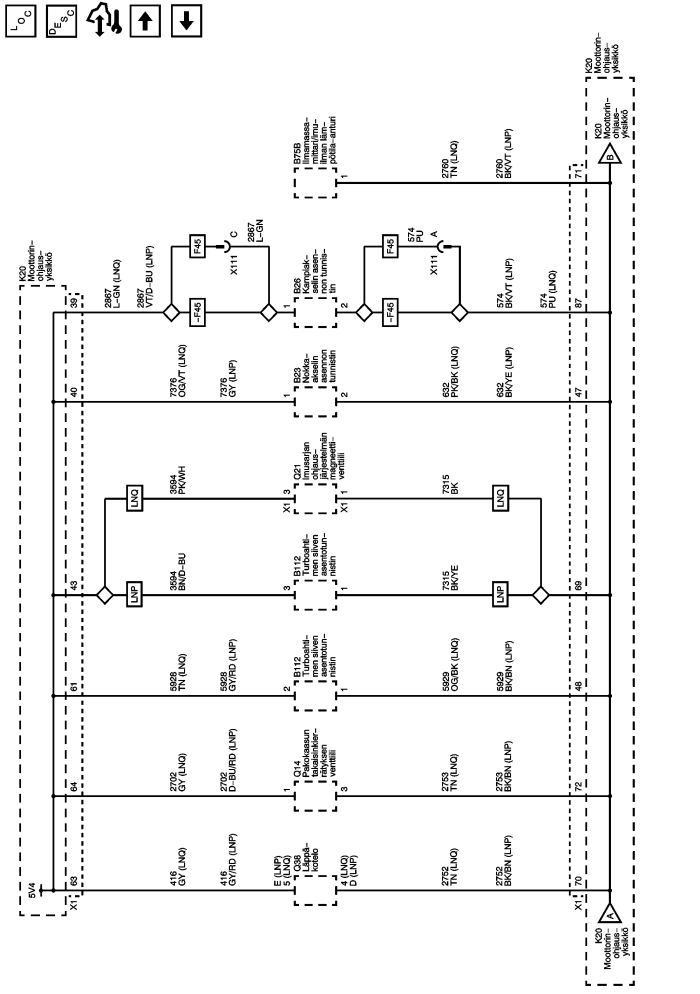 LOC
DESC
K20
Moottorin-
ohjaus-
yksikkö
5V4
X1
63
64
61
43
40
39
416
GY (LNQ)
416
GY/RD (LNP)
E (LNP)
5 (LNQ)
Q38
Läppä-
kotelo
4 (LNQ)
D (LNP)
2752
TN (LNQ)
2752
BK/BN (LNP)
70
X1
2702
GY (LNQ)
2702
D-BU/RD (LNP)
1
Q14
Pakokaasun
takaisinkier-
rätyksen
venttiili
3
2753
TN (LNQ)
2753
BK/BN (LNP)
72
5928
TN (LNQ)
5928
GY/RD (LNP)
2
B112
Turboahti-
men siiven
asentotun-
nistin
1
5929
OG/BK (LNQ)
5929
BK/BN (LNP)
48
LNP
3594
BN/D-BU
3
B112
Turboahti-
men siiven
asentotun-
nistin
1
7315
BK/YE
LNP
69
LNQ
3594
PK/WH
X1 3
Q21
Imusarjan
ohjaus-
järjestelmän
magneetti-
venttiili
X1 1
7315
BK
LNQ
7376
OG/VT (LNQ)
7376
GY (LNP)
1
B23
Nokka-
akselin
asennon
tunnistin
2
632
PK/BK (LNQ)
632
BK/YE (LNP)
47
2867
L-GN (LNQ)
2867
VT/D-BU (LNP)
-F45
F45
X111 C
2867
L-GN
1
B26
Kampiak-
selin asen-
non tunnis-
tin
2
-F45
F45
574
PU
X111 A
574
BK/VT (LNP)
574
PU (LNQ)
87
B75B
Ilmamassa-
mittari/imu-
ilman läm-
pötila-anturi
1
2760
TN (LNQ)
2760
BK/VT (LNP)
71
A
K20
Moottorin-
ohjaus-
yksikkö
B
K20
Moottorin-
ohjaus-
yksikkö
K20
Moottorin-
ohjaus-
yksikkö